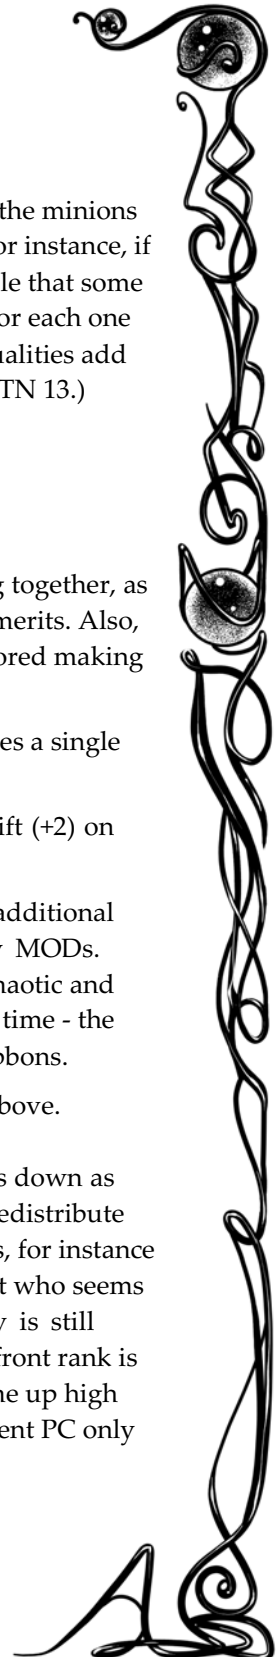 the minions
or instance, if
le that some
or each one
ualities add
TN 13.)
g together, as
merits. Also,
ored making
es a single
ift (+2) on
additional
MODs.
haotic and
time - the
bbons.
bove.
s down as
edistribute
s, for instance
t who seems
is still
front rank is
ne up high
ent PC only